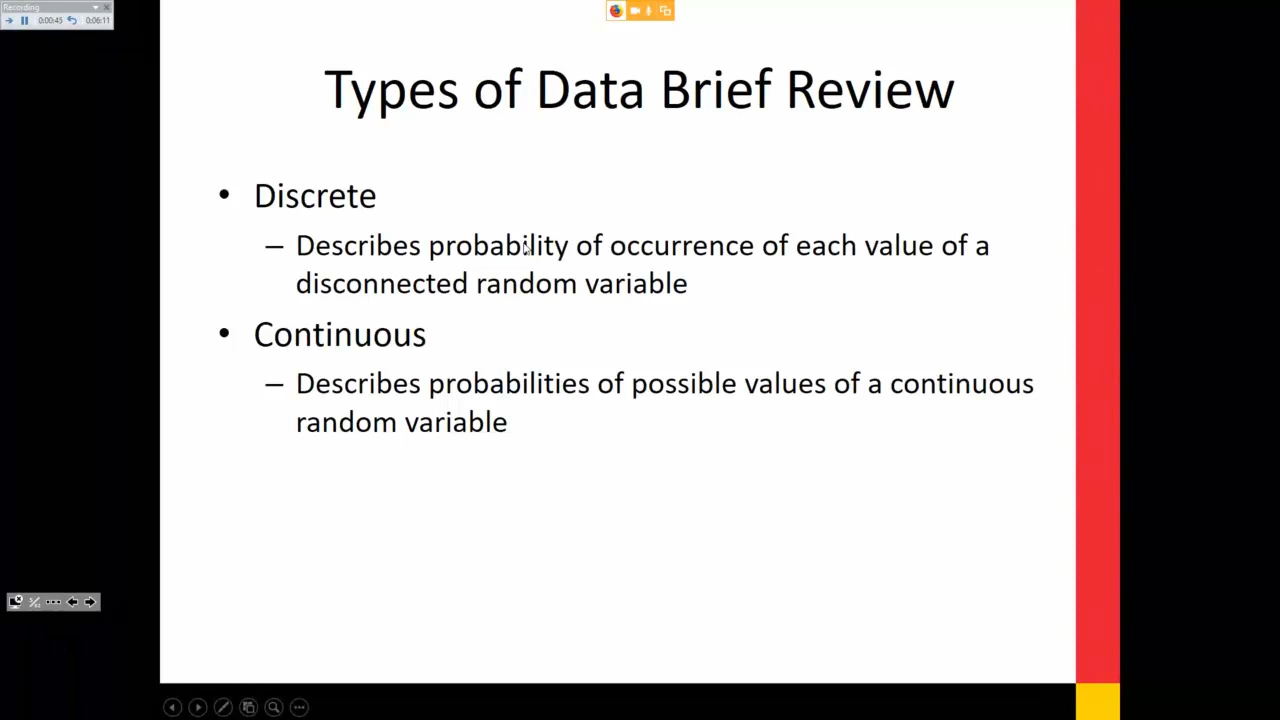 Recording
0:00:45 0:06:11
Types of Data Brief Review
• Discrete
– Describes probability of occurrence of each value of a
disconnected random variable
• Continuous
– Describes probabilities of possible values of a continuous
random variable